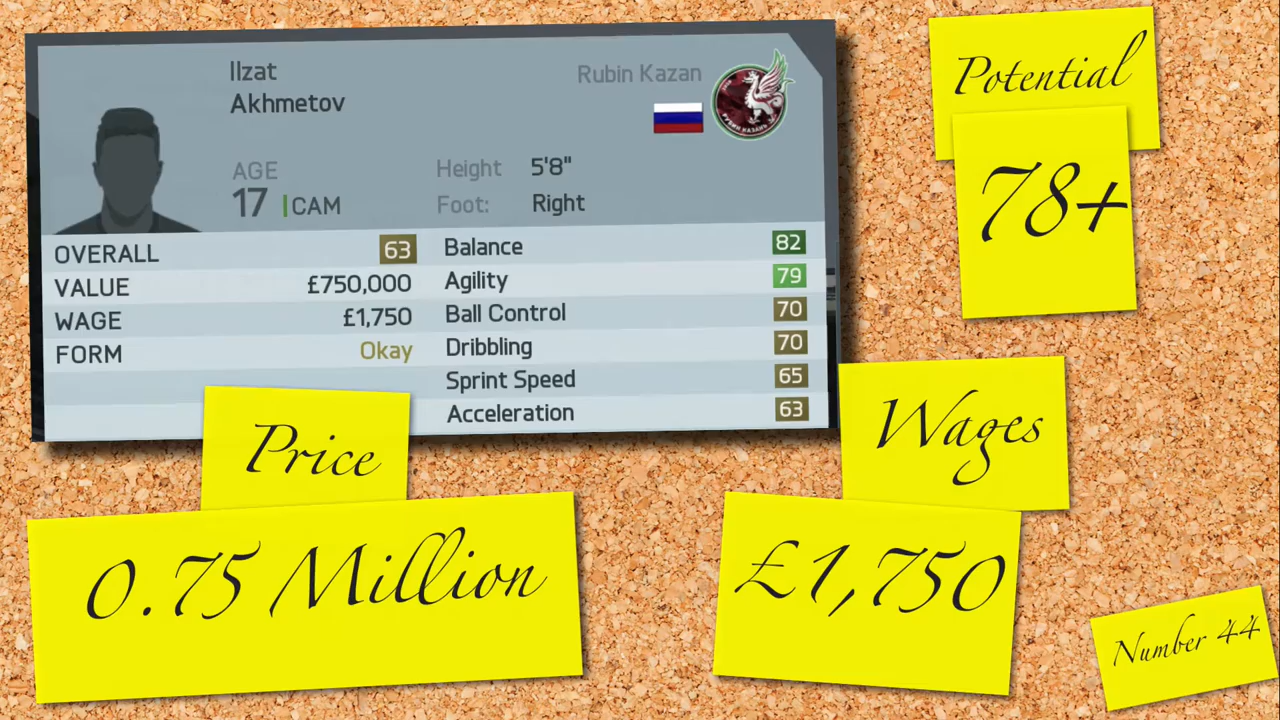 Ilzat
Akhmetov
Rubin Kazan
AGE
17 CAM
Height 5'8"
Foot: Right
OVERALL 63
VALUE £750,000
WAGE £1,750
FORM Okay
Balance 82
Agility 79
Ball Control 70
Dribbling 70
Sprint Speed 65
Acceleration 63
Potential
78+
Price
0.75 Million
Wages
£1,750
Number 44